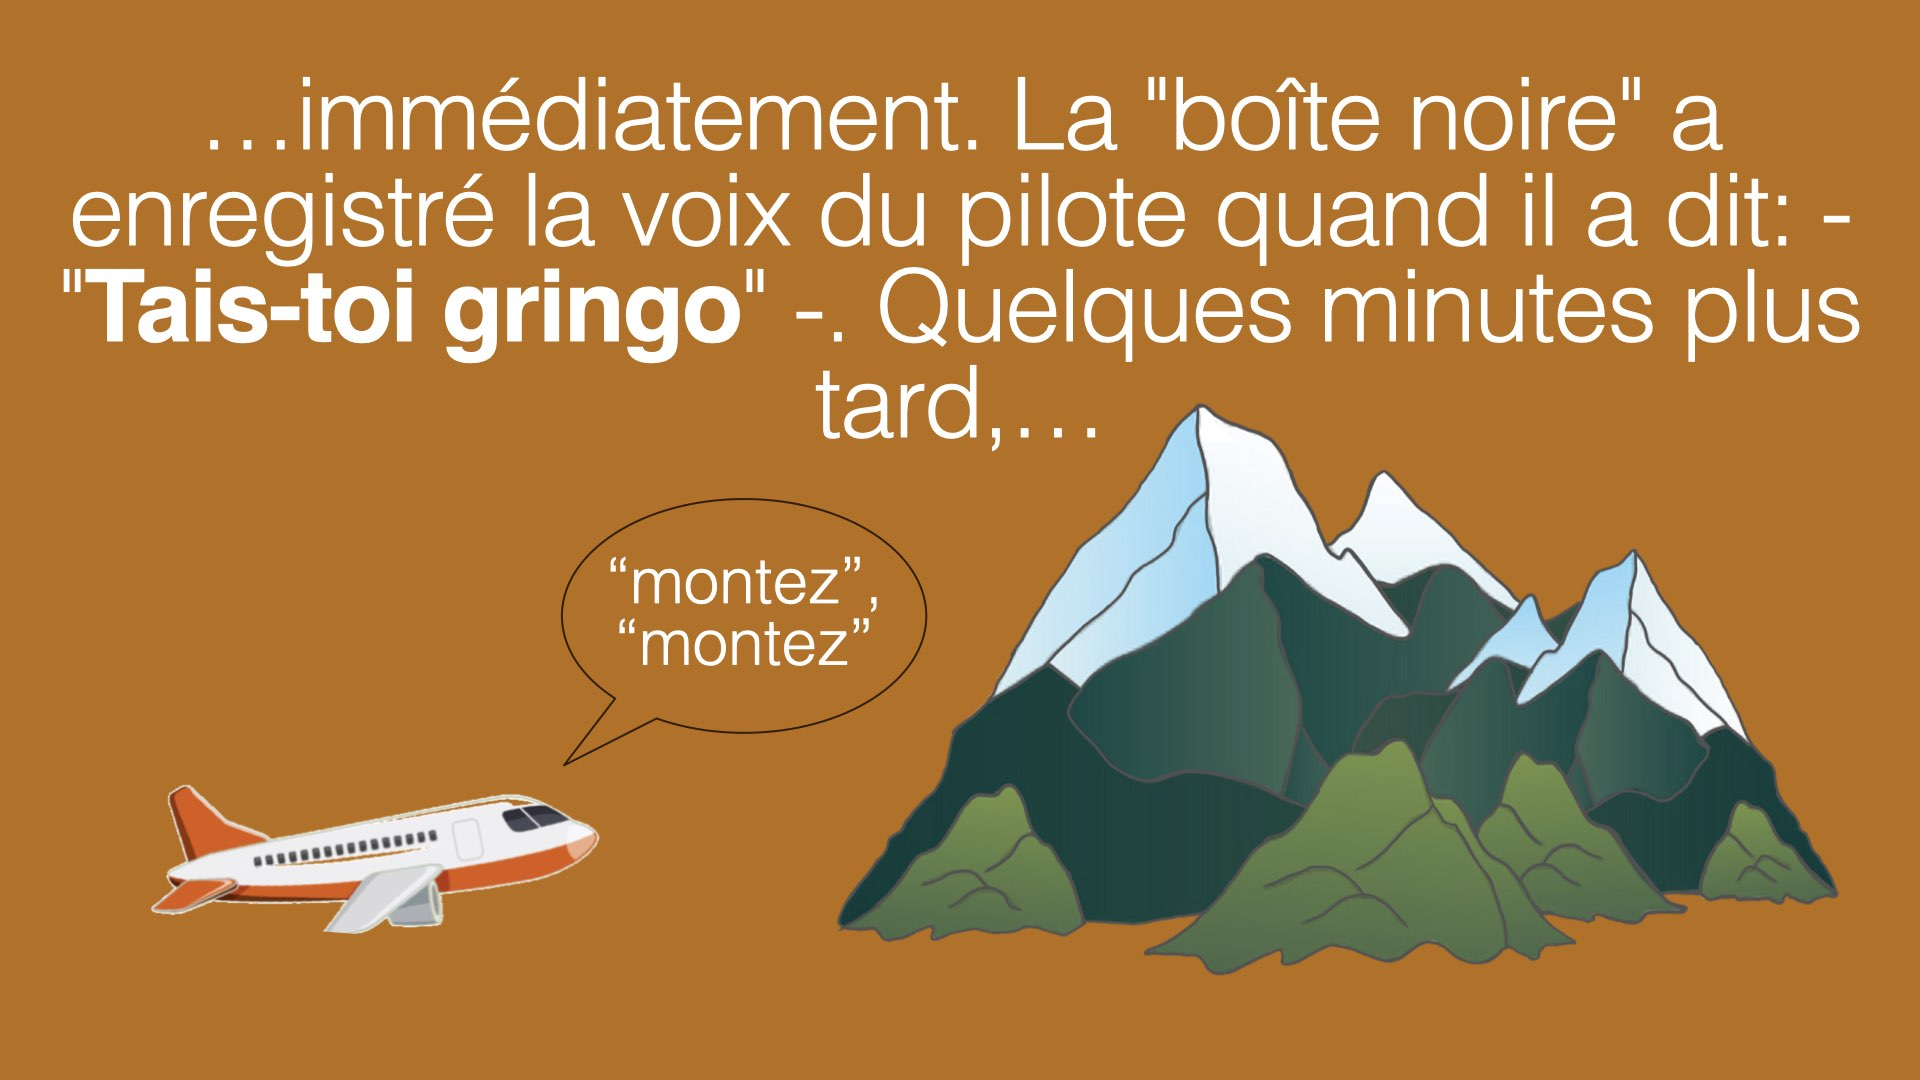 …immédiatement. La "boîte noire" a
enregistré la voix du pilote quand il a dit: -
"Tais-toi gringo" -. Quelques minutes plus
tard,…
“montez”,
“montez”